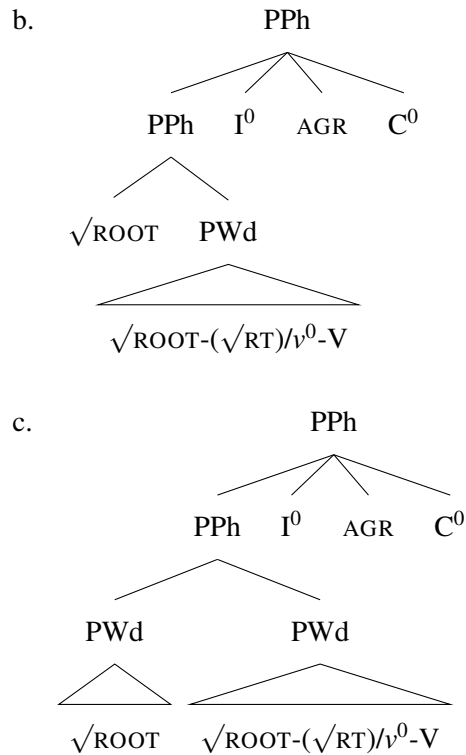 b. PPh
PPh I⁰ AGR C⁰
√ROOT PWd
√ROOT-(√RT)/v⁰-V
c. PPh
PPh I⁰ AGR C⁰
PWd PWd
√ROOT √ROOT-(√RT)/v⁰-V